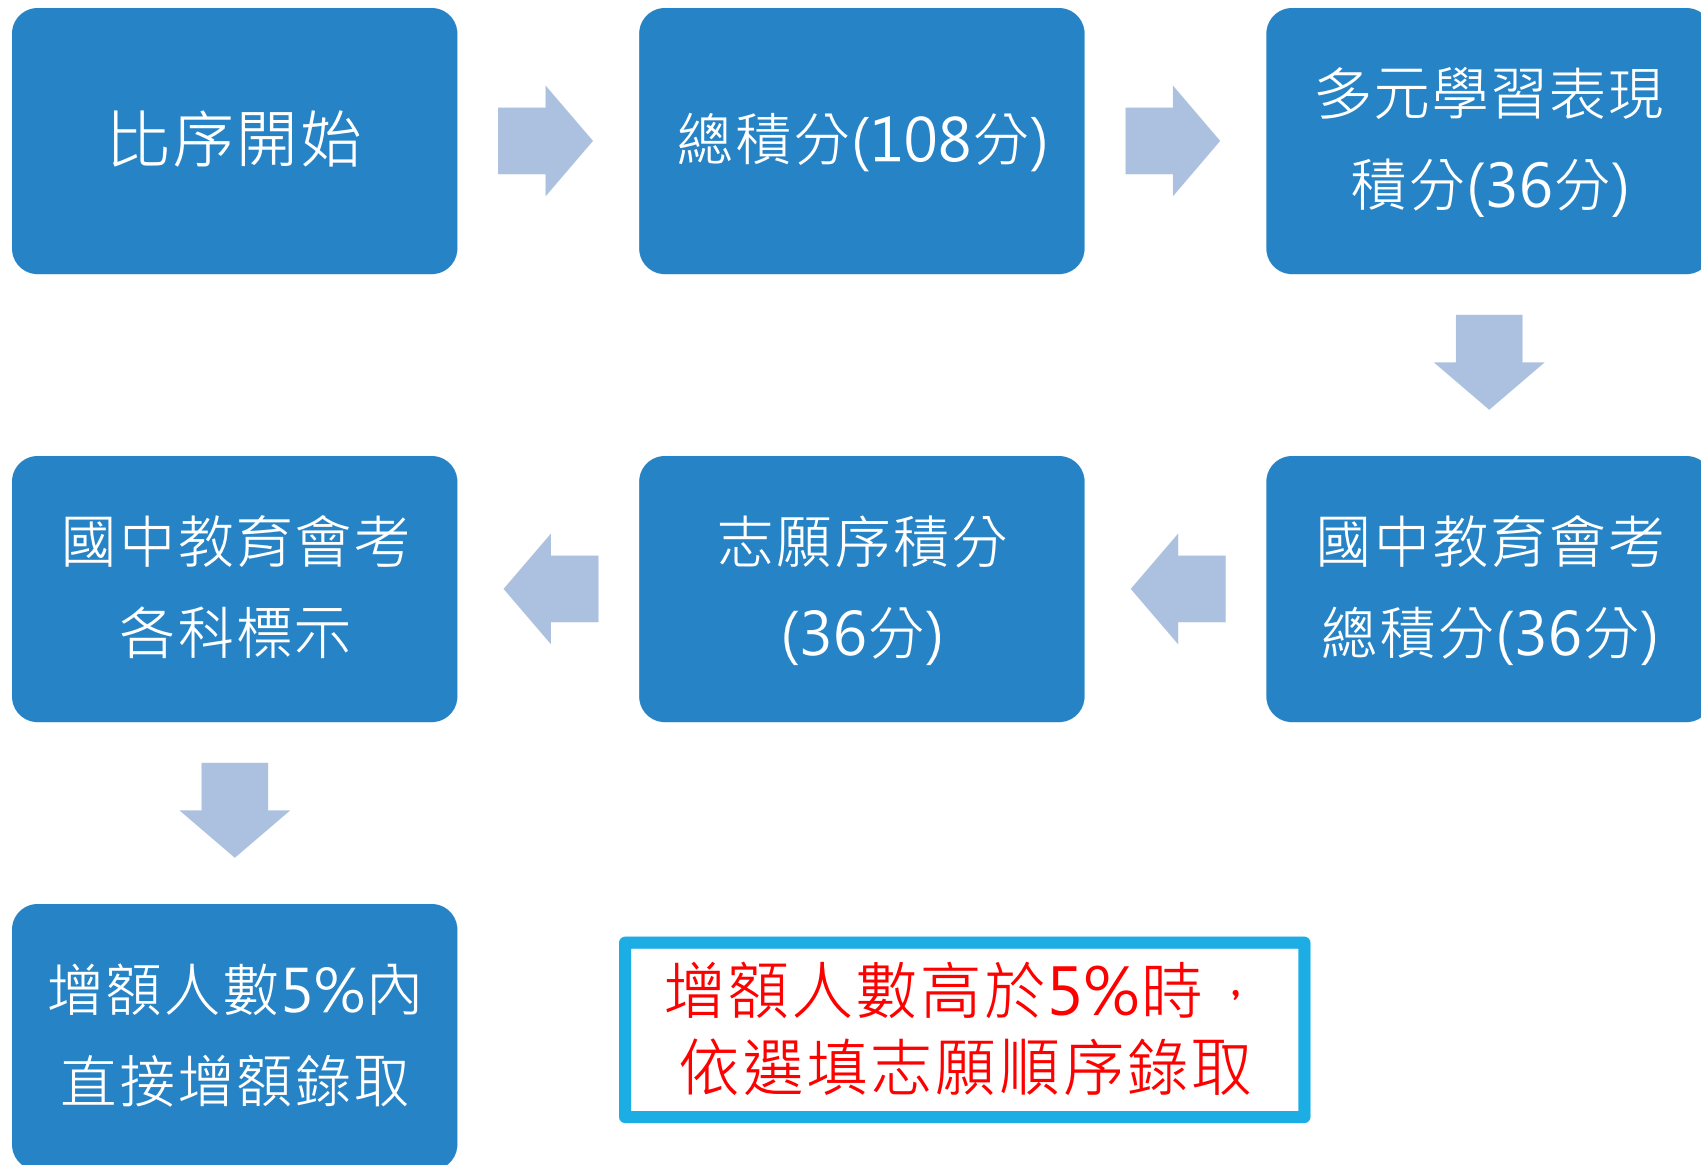 比序開始
總積分(108分)
多元學習表現
積分(36分)
國中教育會考
總積分(36分)
志願序積分
(36分)
國中教育會考
各科標示
增額人數5%內
直接增額錄取
增額人數高於5%時，
依選填志願順序錄取